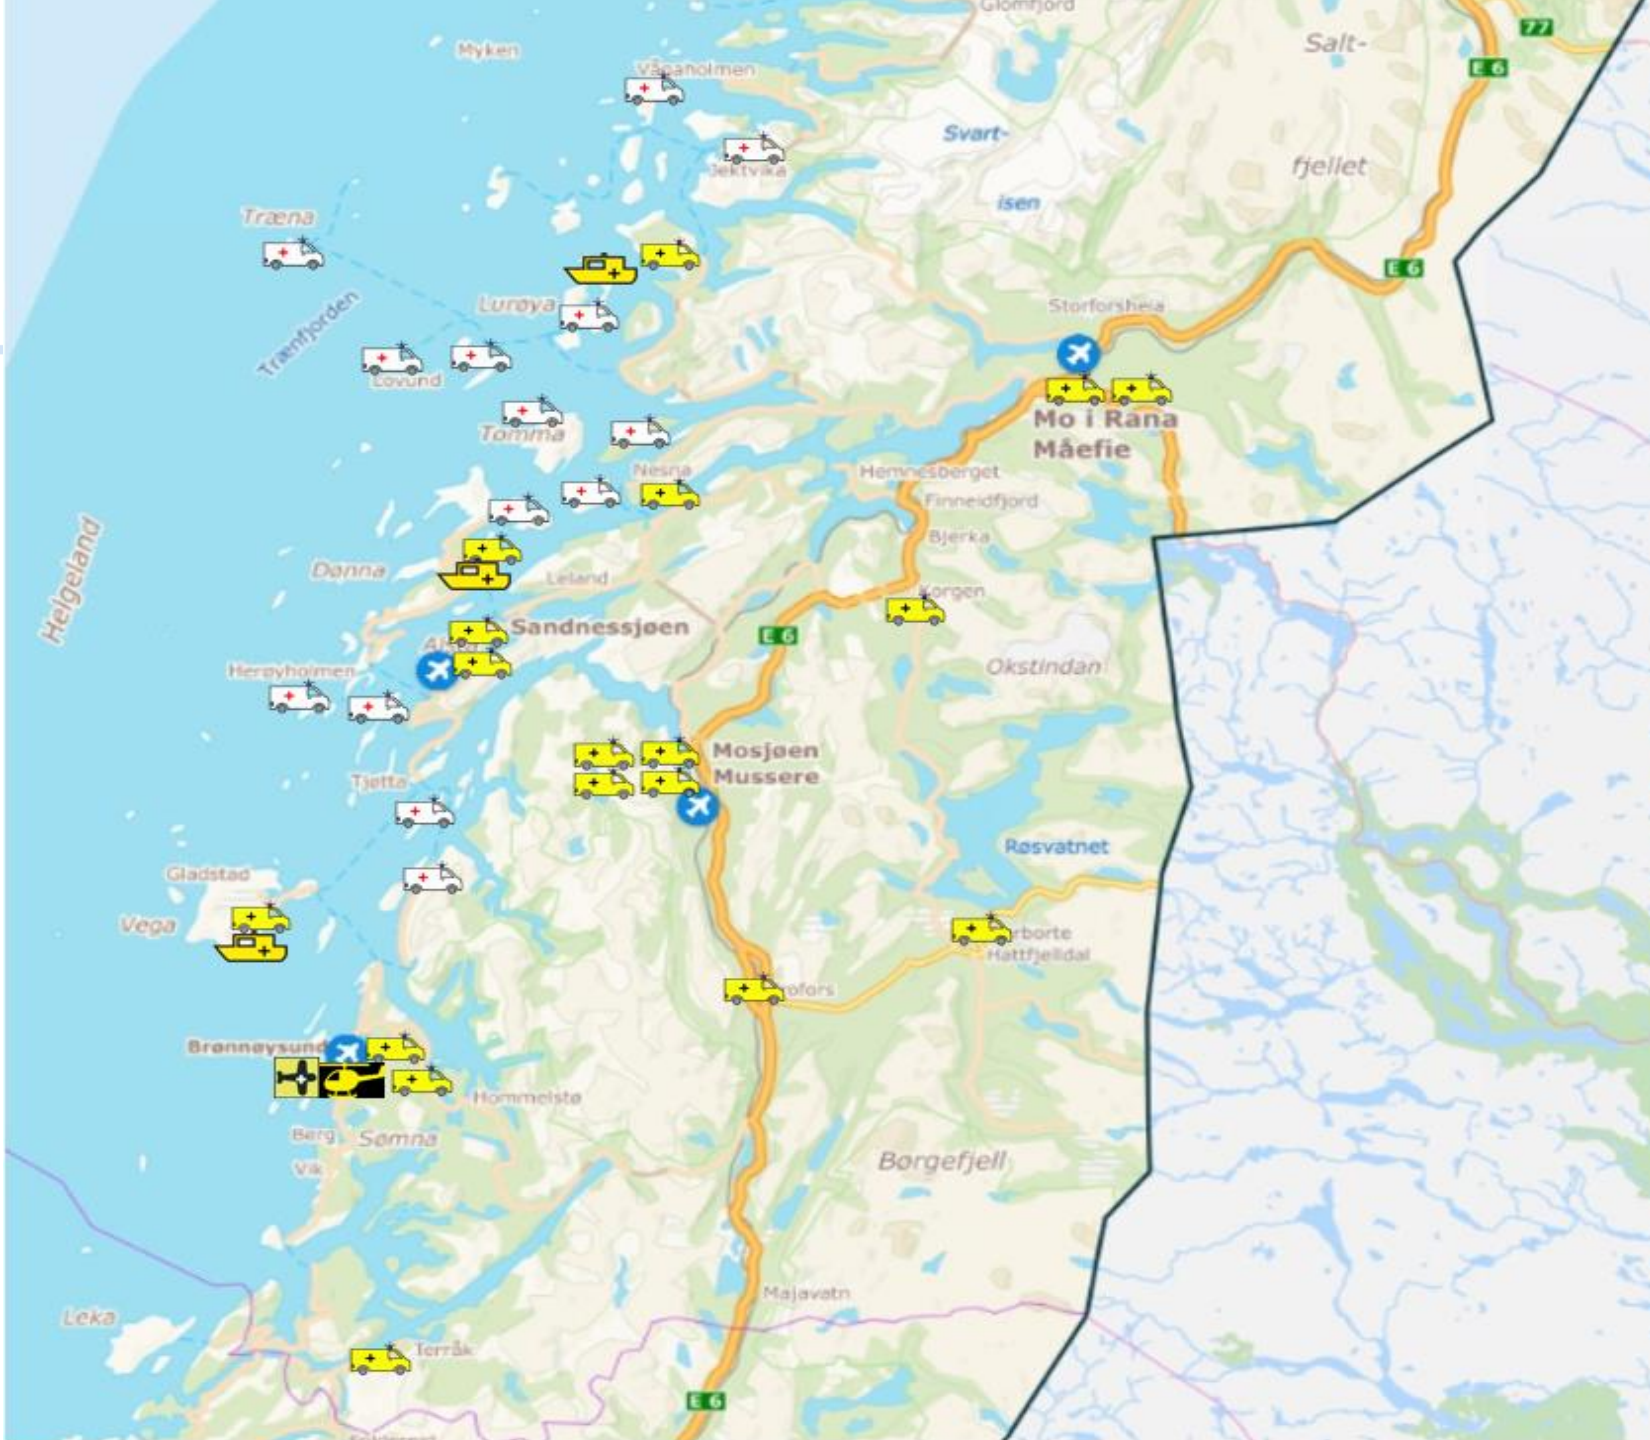 Glomfjord
77
Myken
Salt-
Vågaholmen
E 6
Svart-
fjellet
Jektvika
isen
Træna
E 6
Lurøya
Storforsheia
Trænfjorden
Lovund
Mo i Rana
Tomma
Måefie
Nesna
Hemnesberget
Finneidfjord
Bjerka
Helgeland
Dønna
Leland
Korgen
Sandnessjøen
E 6
Herøyholmen
Okstindan
Mosjøen
Mussere
Tjøtta
Røsvatnet
Gladstad
Vega
rborte
Hattfjelldal
rofors
Brønnøysund
Hommelstø
Berg
Sømna
Vik
Børgefjell
Majavatn
Leka
Terråk
E 6